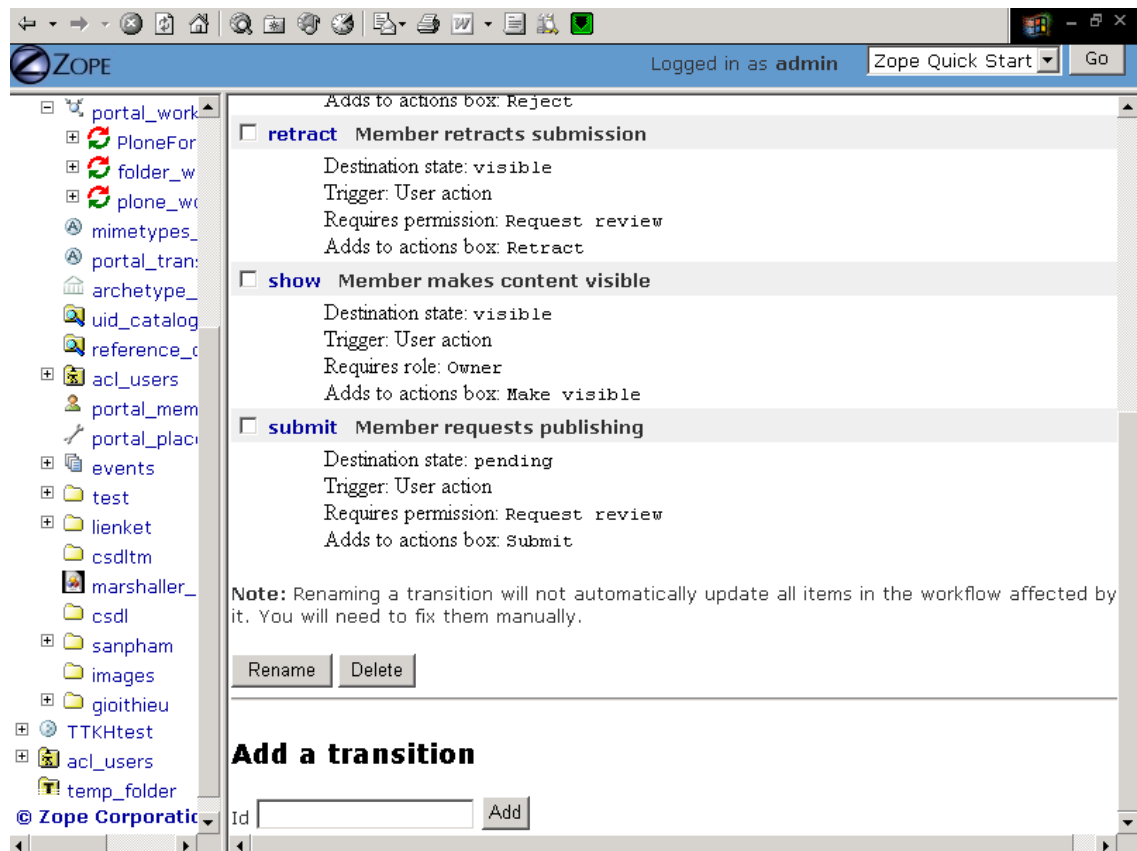 ZOPE
Logged in as admin
Zope Quick Start
Go
portal_work
PloneFor
folder_w
plone_wo
mimetypes_
portal_trans
archetype_
uid_catalog
reference_c
acl_users
portal_mem
portal_place
events
test
lienket
csdltm
marshaller_
csdl
sanpham
images
gioithieu
TTKHtest
acl_users
temp_folder
© Zope Corporatic
Adds to actions box: Reject
retract Member retracts submission
Destination state: visible
Trigger: User action
Requires permission: Request review
Adds to actions box: Retract
show Member makes content visible
Destination state: visible
Trigger: User action
Requires role: Owner
Adds to actions box: Make visible
submit Member requests publishing
Destination state: pending
Trigger: User action
Requires permission: Request review
Adds to actions box: Submit
Note: Renaming a transition will not automatically update all items in the workflow affected by
it. You will need to fix them manually.
Rename Delete
Add a transition
Id
Add